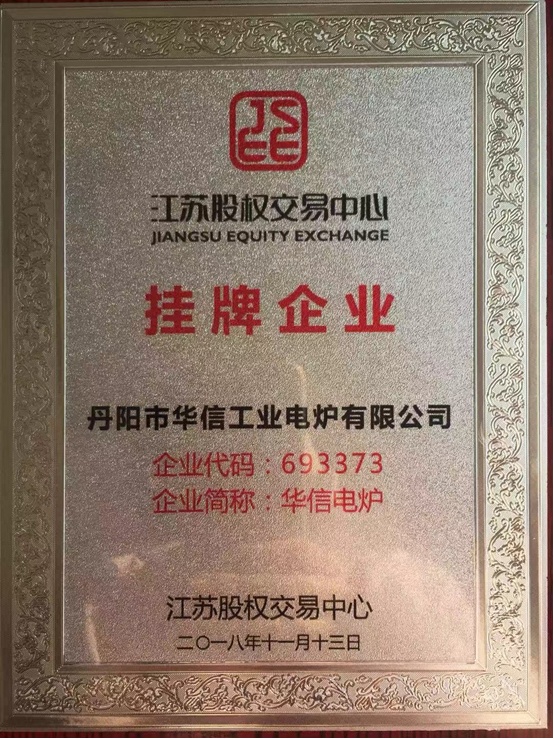 JS
EE
江苏股权交易中心
JIANGSU EQUITY EXCHANGE
挂牌企业
丹阳市华信工业电炉有限公司
企业代码：693373
企业简称：华信电炉
江苏股权交易中心
二〇一八年十一月十三日